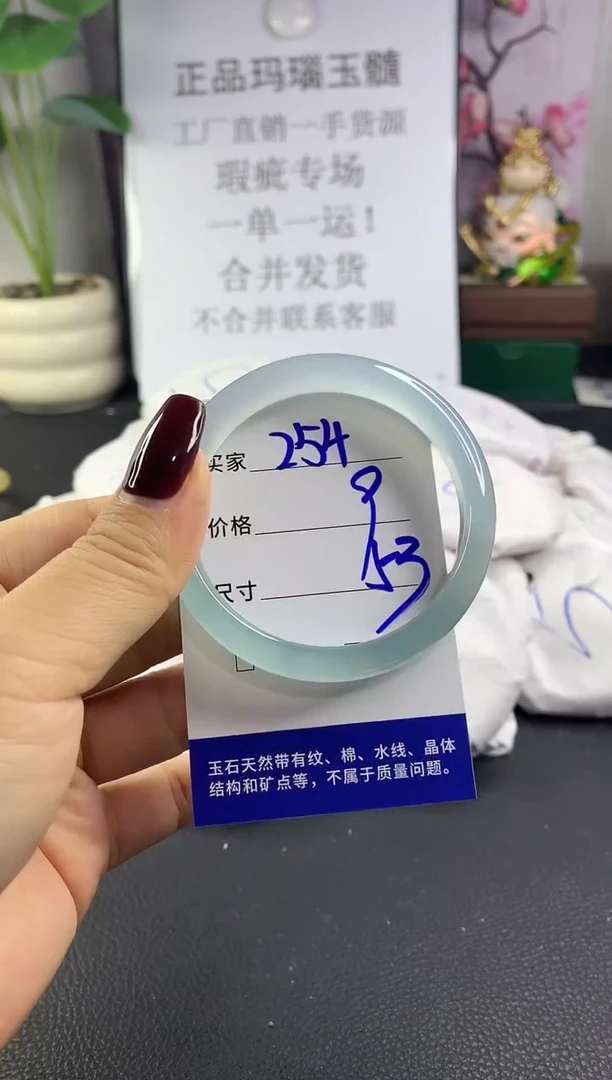 正品玛瑙玉髓
工厂直销一手货源
瑕疵专场
一单一运!
合并发货
不合并联系客服
买家 254
价格 9
尺寸 53
玉石天然带有纹、棉、水线、晶体
结构和矿点等，不属于质量问题。